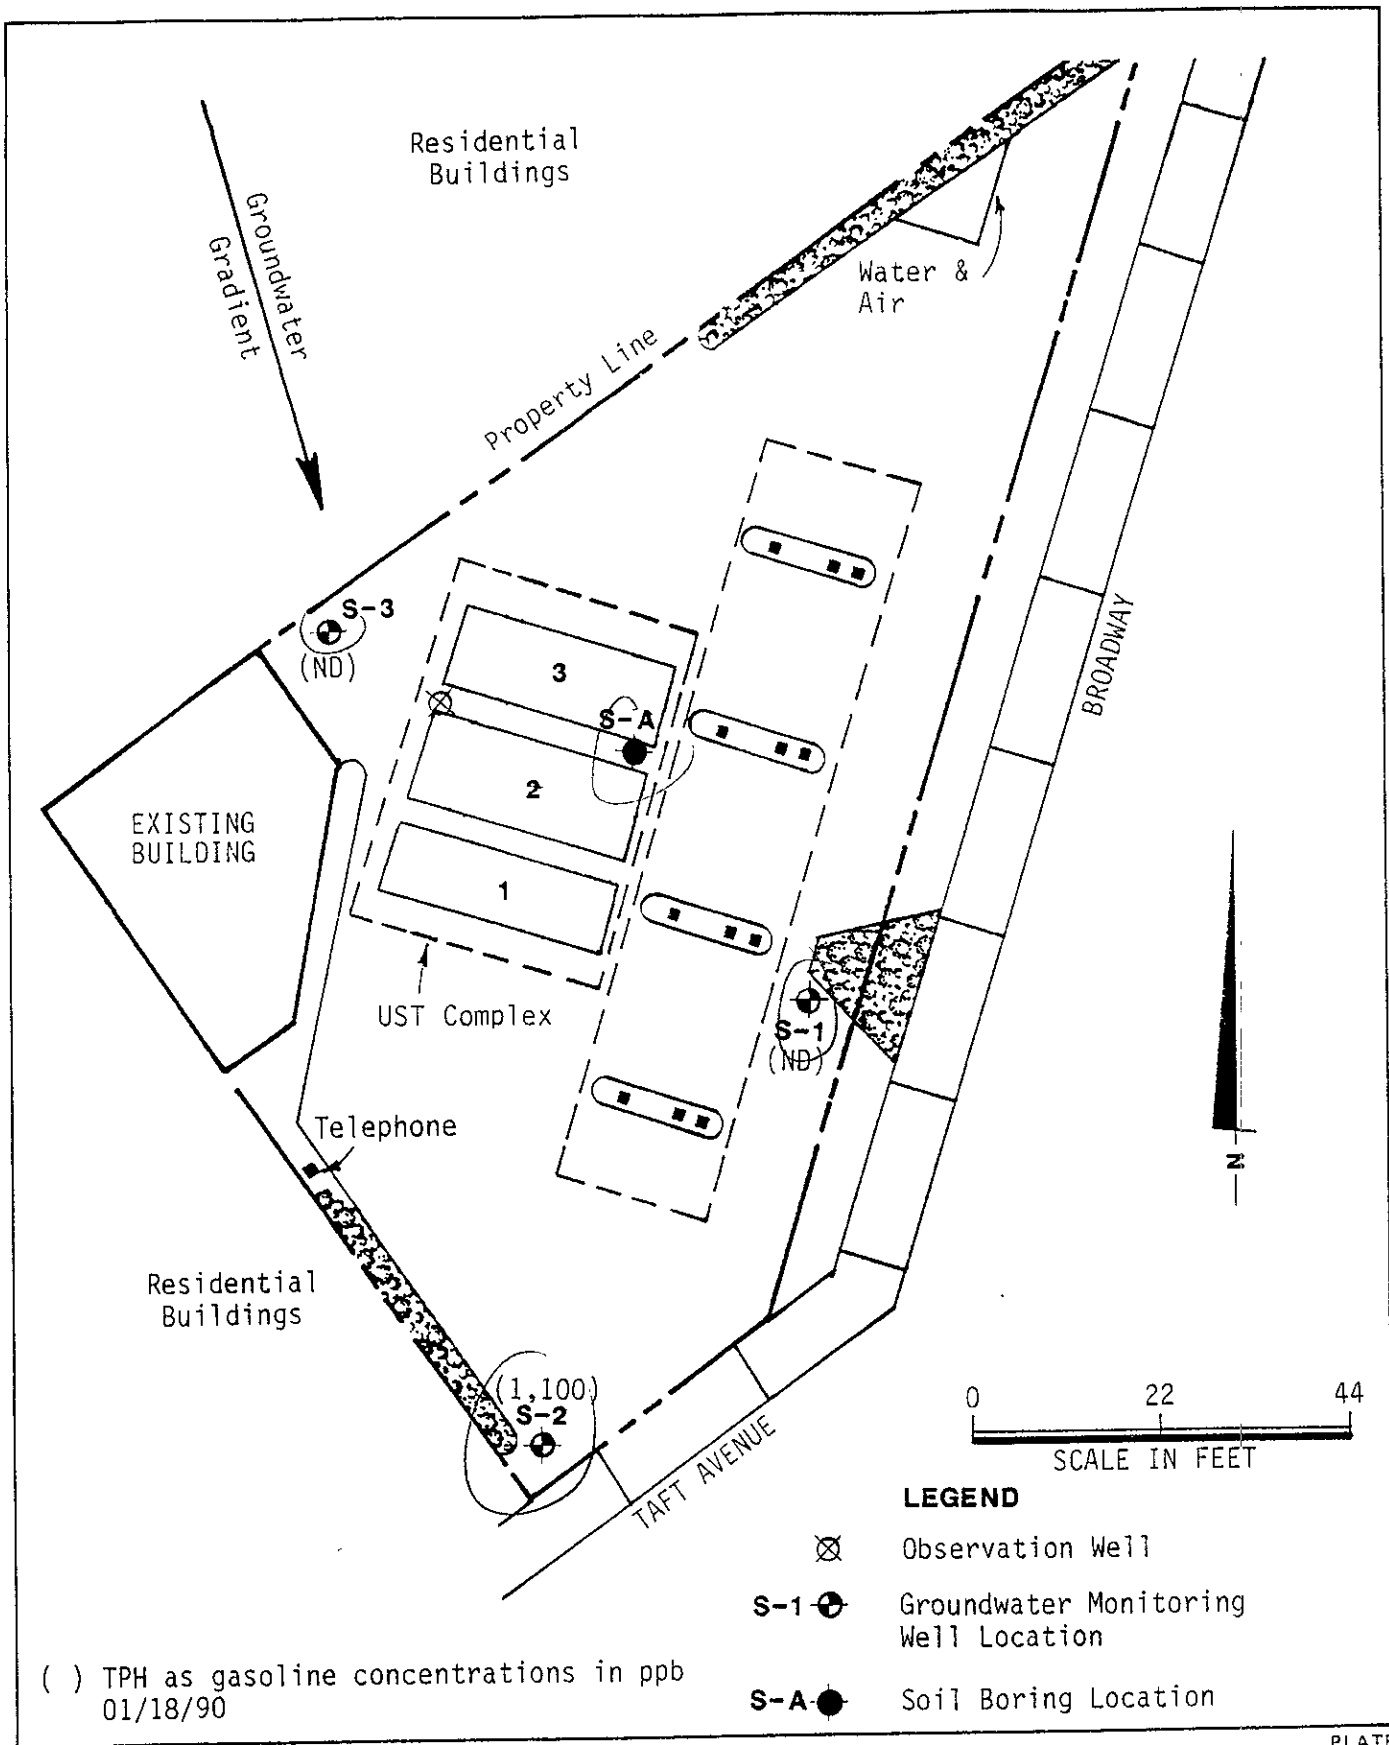 Residential
Buildings
Groundwater
Gradient
Water &
Air
Property Line
S-3
(ND)
3
S-A
2
1
BROADWAY
EXISTING
BUILDING
UST Complex
S-1
(ND)
Telephone
N
Residential
Buildings
(1,100)
S-2
TAFT AVENUE
0 22 44
SCALE IN FEET
LEGEND
Observation Well
S-1 Groundwater Monitoring
Well Location
S-A Soil Boring Location
( ) TPH as gasoline concentrations in ppb
01/18/90
PLATE